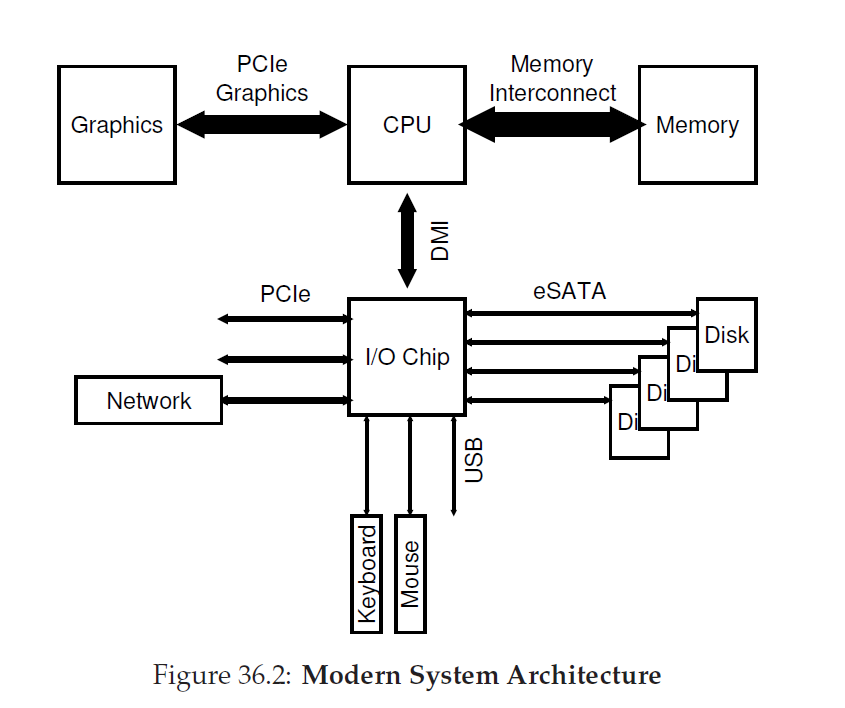 PCIe
Graphics
Memory
Interconnect
Graphics
CPU
Memory
DMI
PCIe
eSATA
I/O Chip
Disk
Di
Di
Di
Network
USB
Keyboard
Mouse
Figure 36.2: Modern System Architecture